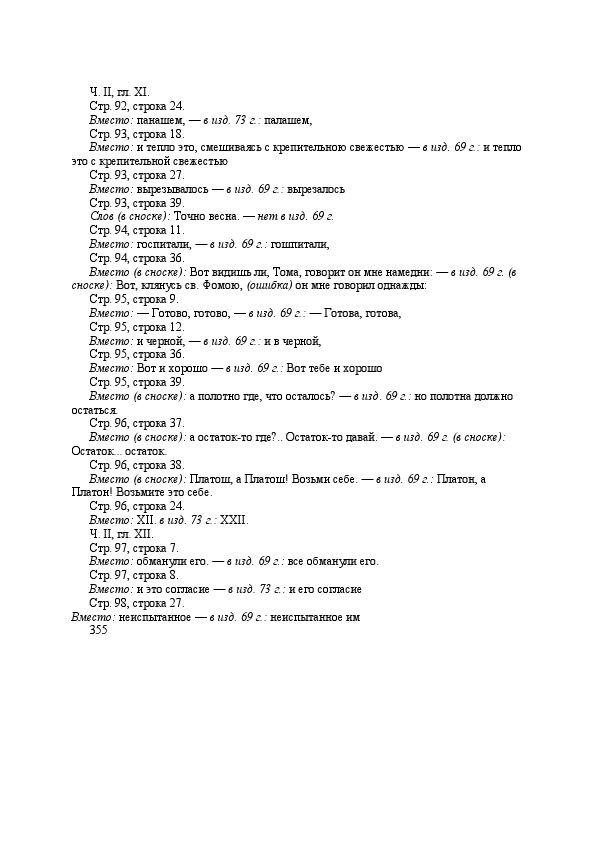 Ч. II, гл. XI.
Стр. 92, строка 24.
Вместо: панашем, — в изд. 73 г.: палашем,
Стр. 93, строка 18.
Вместо: и тепло это, смешиваясь с крепительною свежестью — в изд. 69 г.: и тепло
это с крепительной свежестью
Стр. 93, строка 27.
Вместо: вырезывалось — в изд. 69 г.: вырезалось
Стр. 93, строка 39.
Слов (в сноске): Точно весна. — нет в изд. 69 г.
Стр. 94, строка 11.
Вместо: госпитали, — в изд. 69 г.: гошпитали,
Стр. 94, строка 36.
Вместо (в сноске): Вот видишь ли, Тома, говорит он мне намедни: — в изд. 69 г. (в
сноске): Вот, клянусь св. Фомою, (ошибка) он мне говорил однажды:
Стр. 95, строка 9.
Вместо: — Готово, готово, — в изд. 69 г.: — Готова, готова,
Стр. 95, строка 12.
Вместо: и черной, — в изд. 69 г.: и в черной,
Стр. 95, строка 36.
Вместо: Вот и хорошо — в изд. 69 г.: Вот тебе и хорошо
Стр. 95, строка 39.
Вместо (в сноске): а полотно где, что осталось? — в изд. 69 г.: но полотна должно
остаться.
Стр. 96, строка 37.
Вместо (в сноске): а остаток-то где?.. Остаток-то давай. — в изд. 69 г. (в сноске):
Остаток... остаток.
Стр. 96, строка 38.
Вместо (в сноске): Платош, а Платош! Возьми себе. — в изд. 69 г.: Платон, а
Платон! Возьмите это себе.
Стр. 96, строка 24.
Вместо: XII. в изд. 73 г.: XXII.
Ч. II, гл. XII.
Стр. 97, строка 7.
Вместо: обманули его. — в изд. 69 г.: все обманули его.
Стр. 97, строка 8.
Вместо: и это согласие — в изд. 73 г.: и его согласие
Стр. 98, строка 27.
Вместо: неиспытанное — в изд. 69 г.: неиспытанное им
355